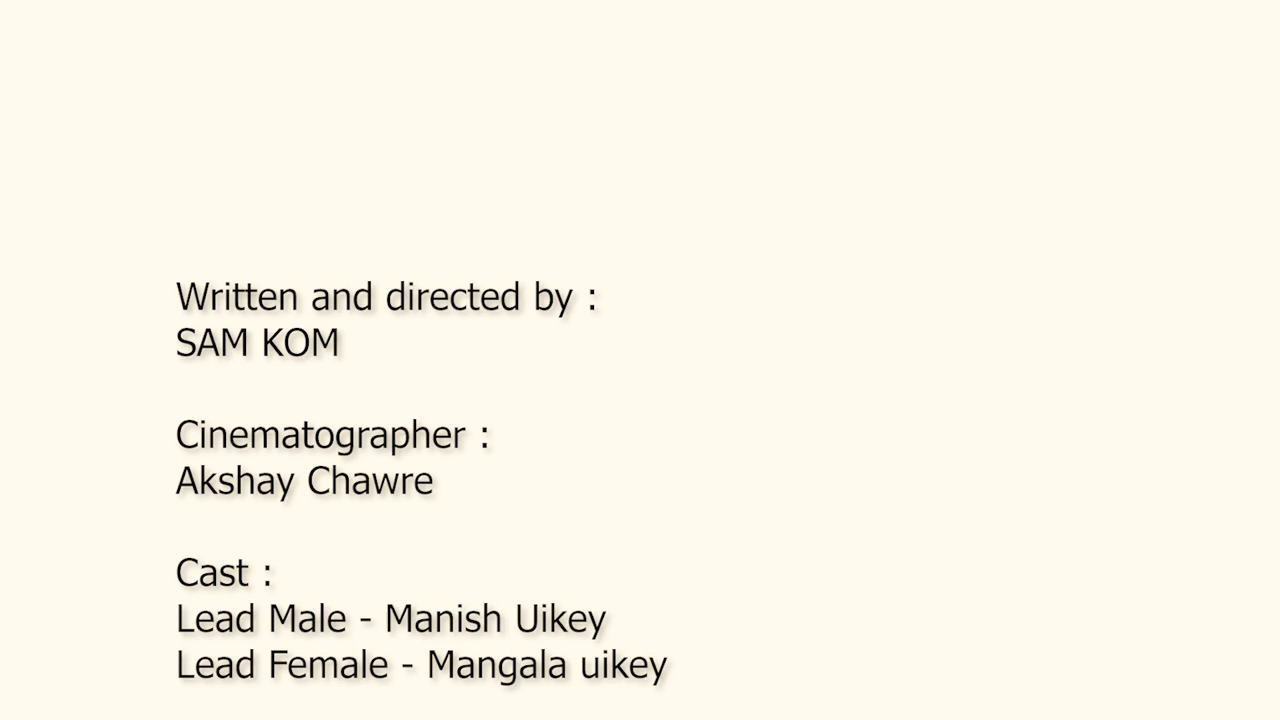 Written and directed by :
SAM KOM
Cinematographer :
Akshay Chawre
Cast :
Lead Male - Manish Uikey
Lead Female - Mangala uikey